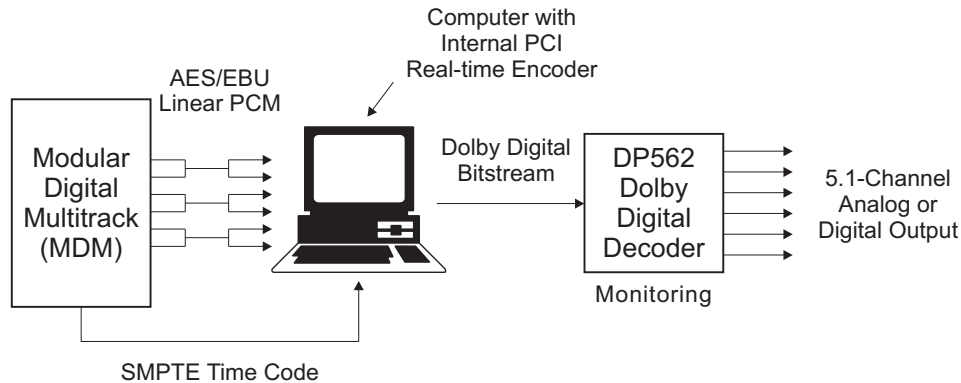 Computer with
Internal PCI
Real-time Encoder
AES/EBU
Linear PCM
Modular
Digital
Multitrack
(MDM)
Dolby Digital
Bitstream
DP562
Dolby
Digital
Decoder
5.1-Channel
Analog or
Digital Output
Monitoring
SMPTE Time Code